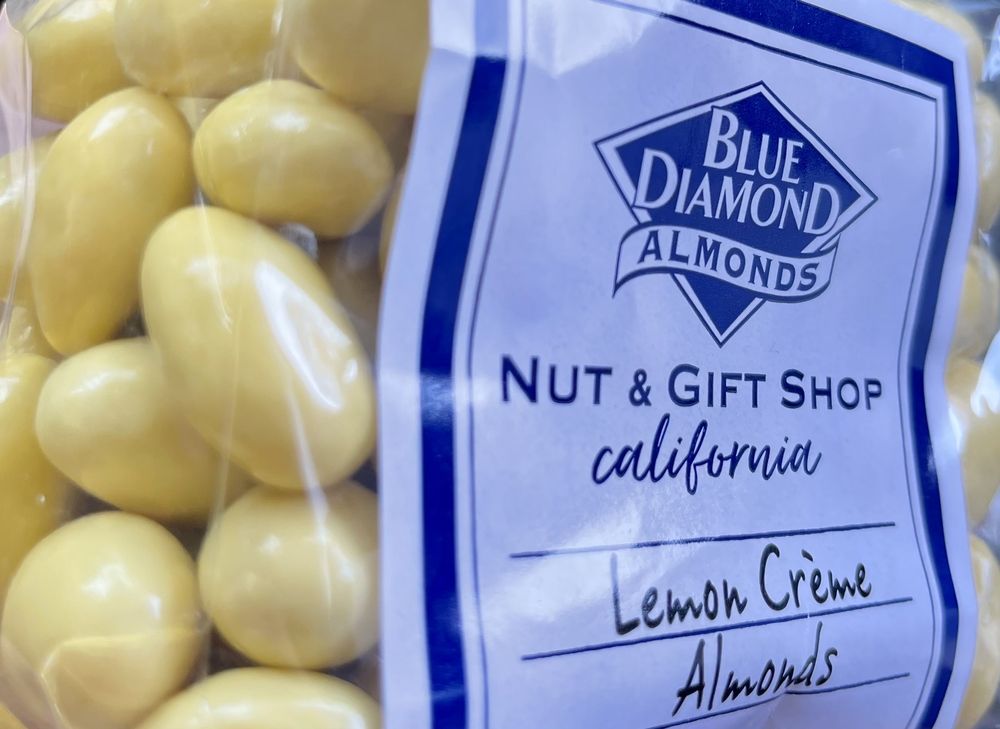 BLUE
DIAMOND
ALMONDS
NUT & GIFT SHOP
california
Lemon Crème
Almonds